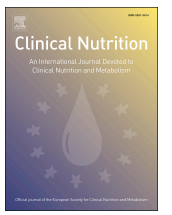 Clinical Nutrition
An International Journal Devoted to
Clinical Nutrition and Metabolism
Official Journal of the European Society for Clinical Nutrition and Metabolism